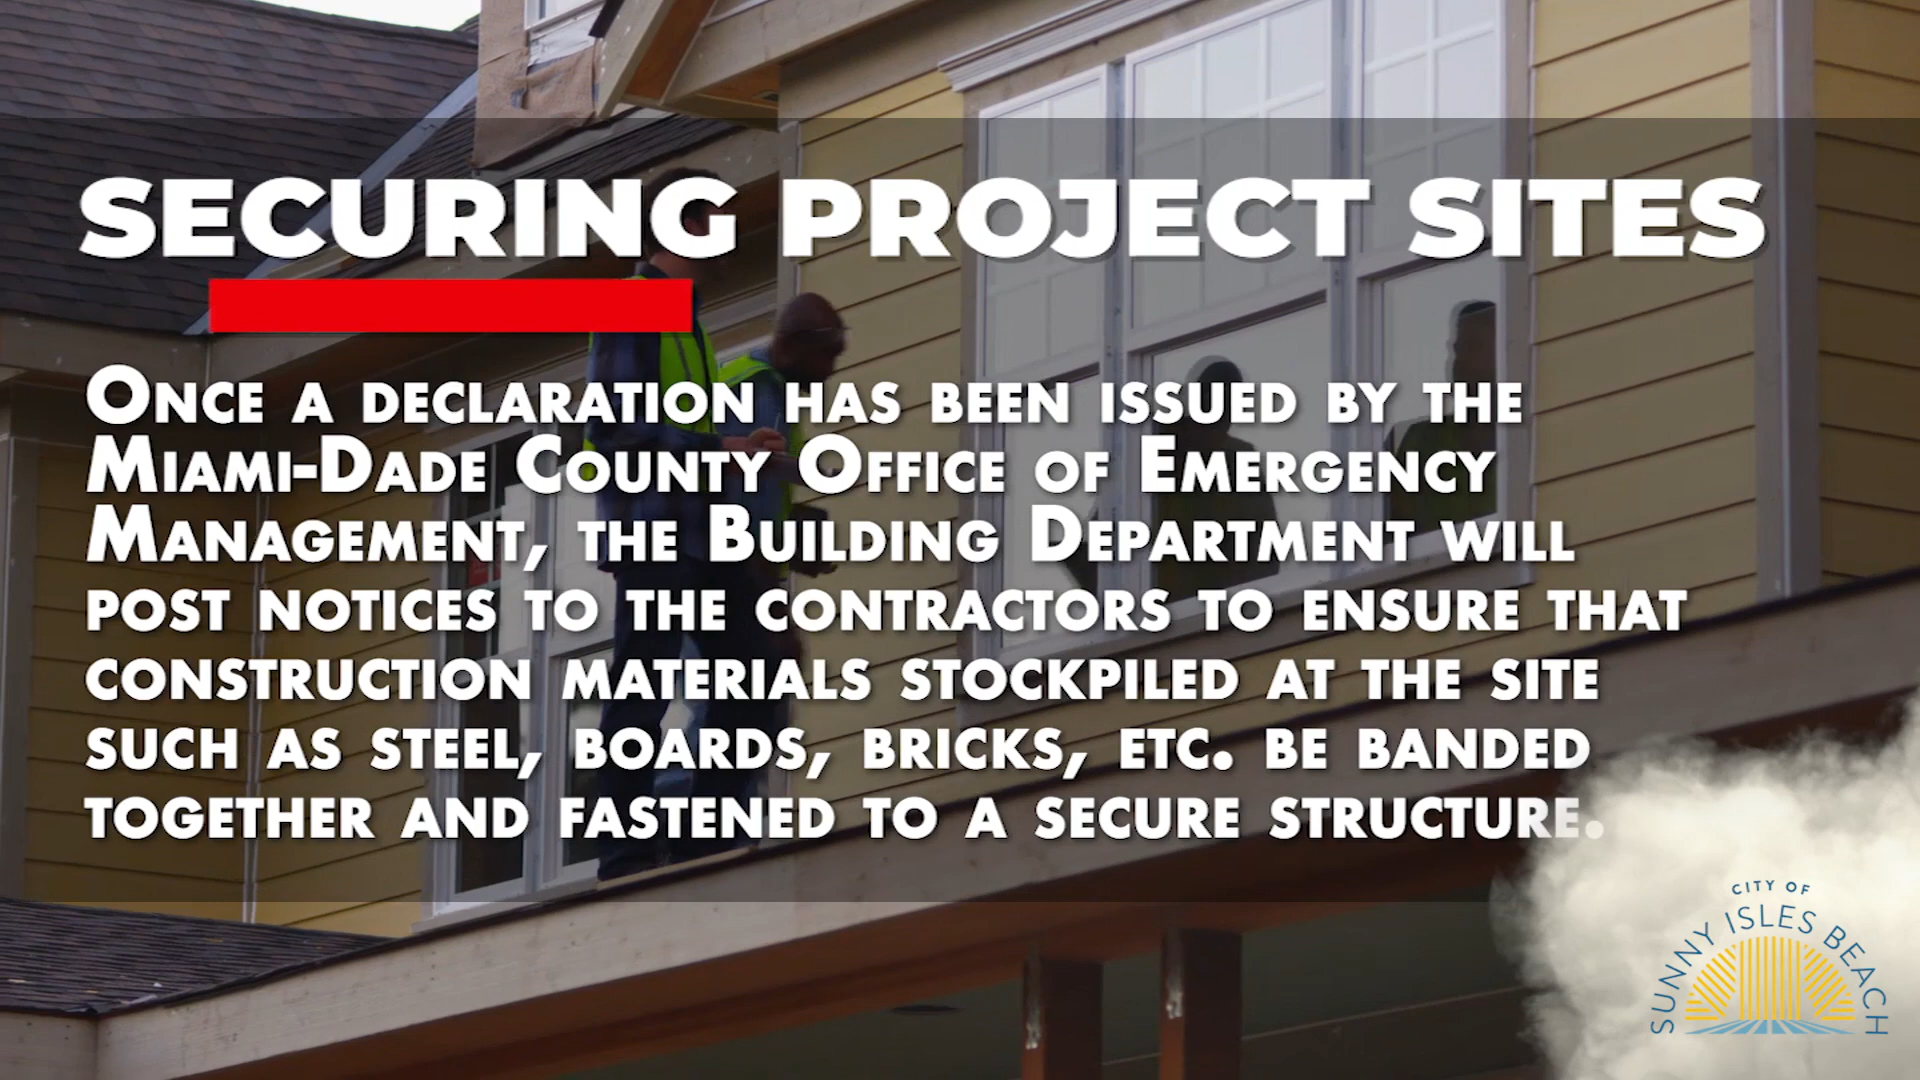 SECURING PROJECT SITES
Once a declaration has been issued by the
Miami-Dade County Office of Emergency
Management, the Building Department will
post notices to the contractors to ensure that
construction materials stockpiled at the site
such as steel, boards, bricks, etc. be banded
together and fastened to a secure structure.
CITY OF
SUNNY ISLES BEACH